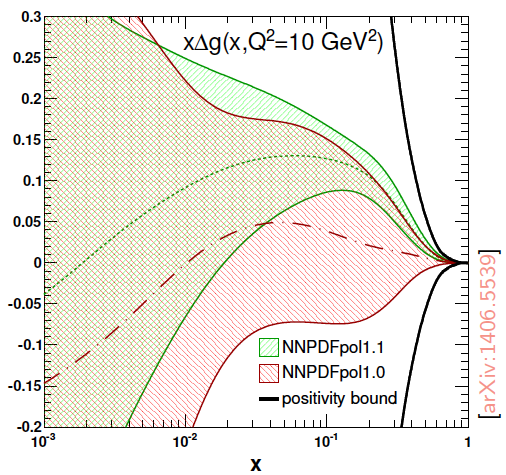 xΔg(x,Q²=10 GeV²)
0.3
0.25
0.2
0.15
0.1
0.05
0
-0.05
-0.1
-0.15
-0.2
NNPDFpol1.1
NNPDFpol1.0
positivity bound
10⁻³
10⁻²
10⁻¹
1
x
[arXiv:1406.5539]